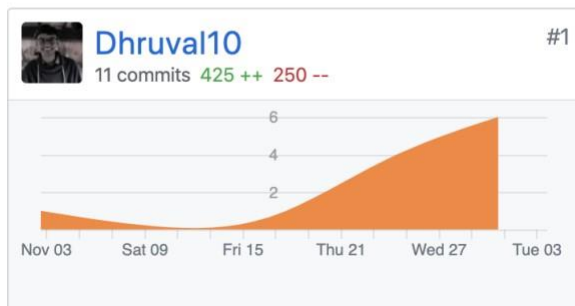 Dhruval10
#1
11 commits 425 ++ 250 --
6
4
2
Nov 03 Sat 09 Fri 15 Thu 21 Wed 27 Tue 03